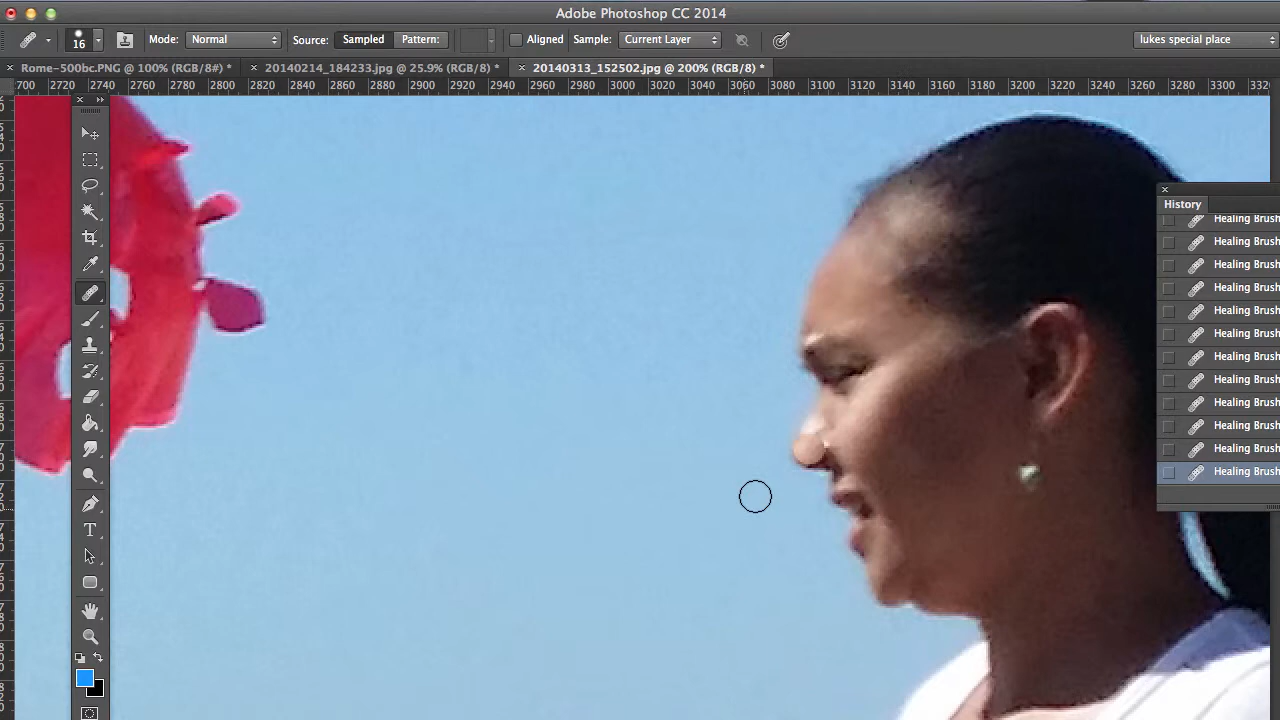 Adobe Photoshop CC 2014
16 Mode: Normal Source: Sampled Pattern: Aligned Sample: Current Layer lukes special place
× Rome-500bc.PNG @ 100% (RGB/8#) * × 20140214_184233.jpg @ 25.9% (RGB/8) * × 20140313_152502.jpg @ 200% (RGB/8) *
2720 2740 2760 2780 2800 2820 2840 2860 2880 2900 2920 2940 2960 2980 3000 3020 3040 3060 3080 3100 3120 3140 3160 3180 3200 3220 3240 3260 3280 3300
History
Healing Brush
Healing Brush
Healing Brush
Healing Brush
Healing Brush
Healing Brush
Healing Brush
Healing Brush
Healing Brush
Healing Brush
Healing Brush
Healing Brush
T